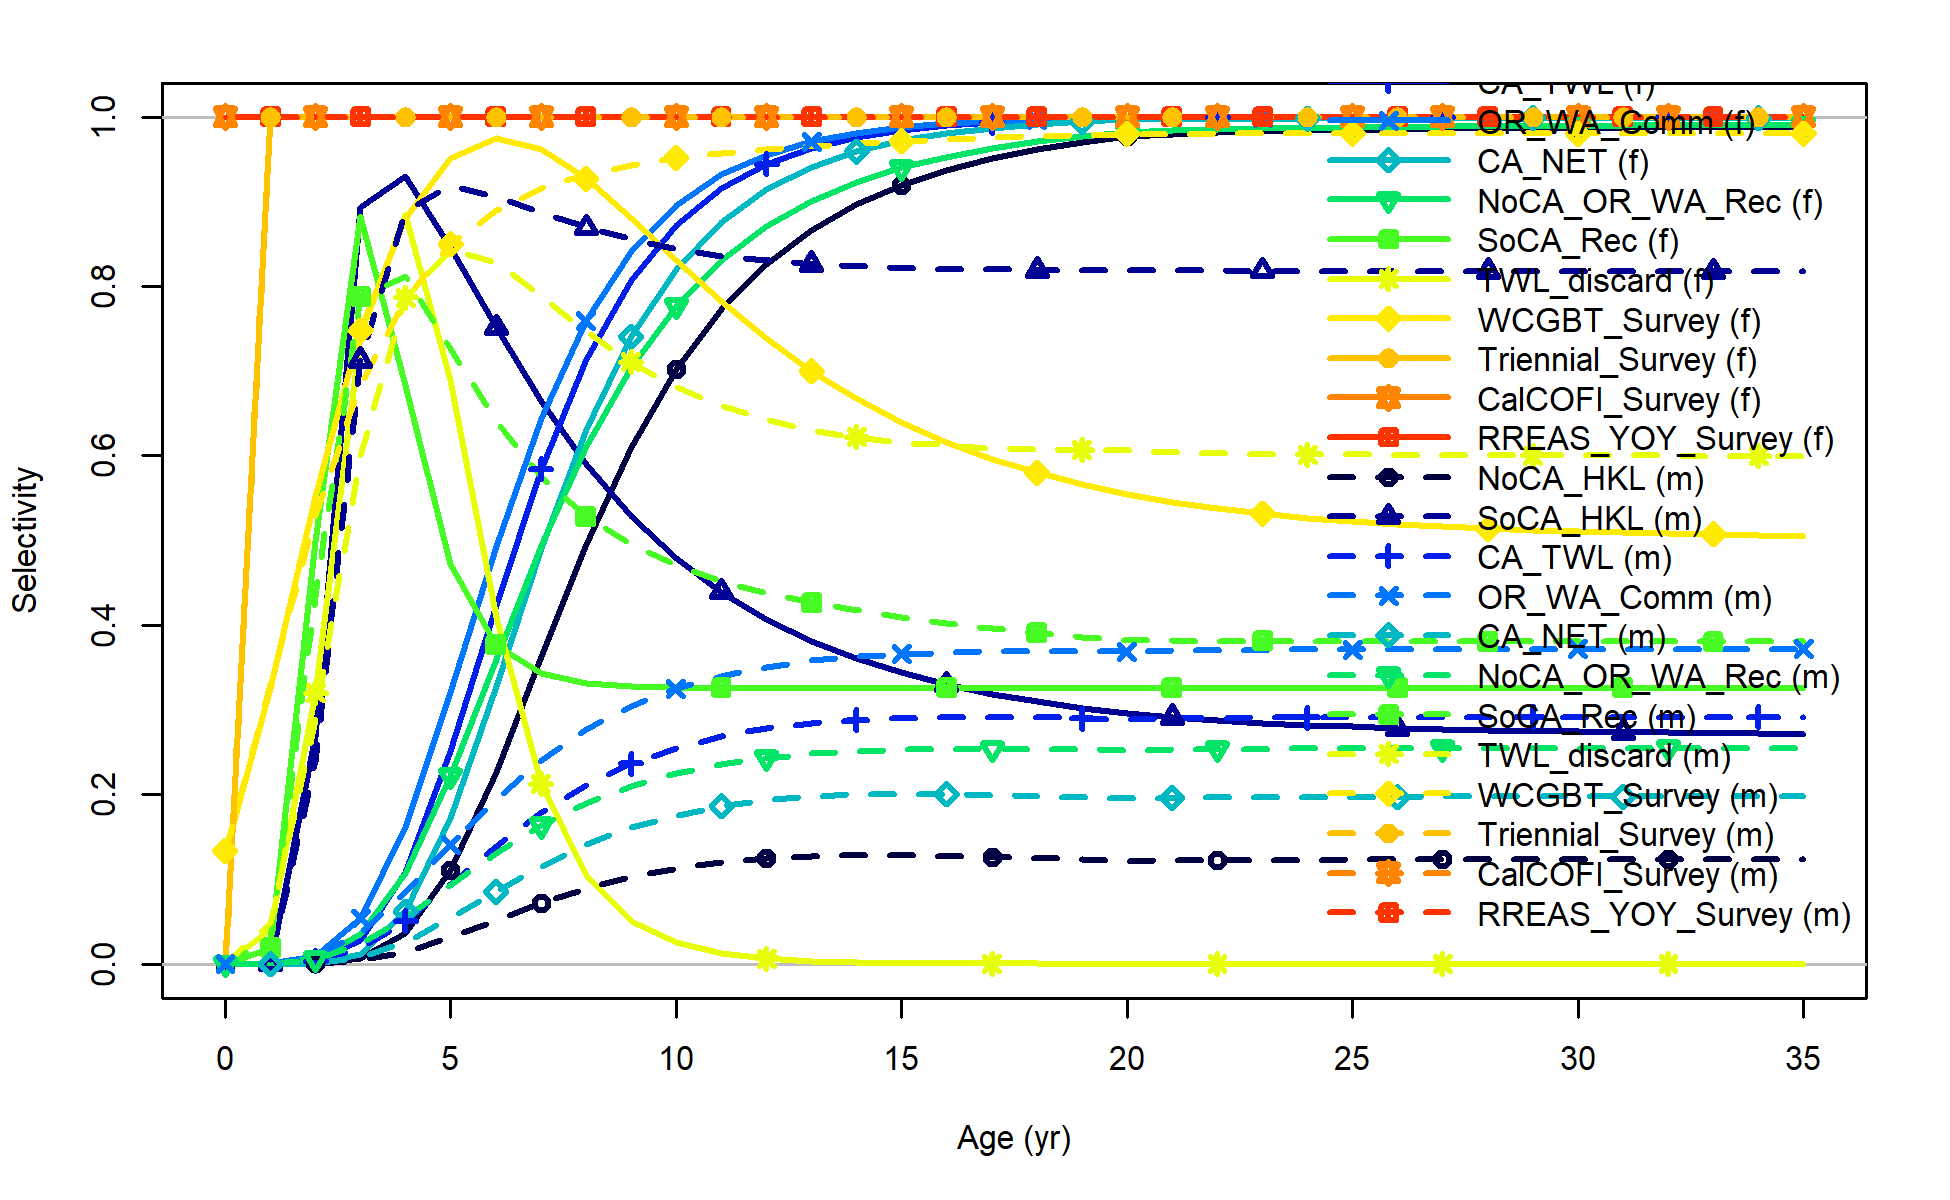 CA_TWL (f)
OR_WA_Comm (f)
CA_NET (f)
NoCA_OR_WA_Rec (f)
SoCA_Rec (f)
TWL_discard (f)
WCGBT_Survey (f)
Triennial_Survey (f)
CalCOFI_Survey (f)
RREAS_YOY_Survey (f)
NoCA_HKL (m)
SoCA_HKL (m)
CA_TWL (m)
OR_WA_Comm (m)
CA_NET (m)
NoCA_OR_WA_Rec (m)
SoCA_Rec (m)
TWL_discard (m)
WCGBT_Survey (m)
Triennial_Survey (m)
CalCOFI_Survey (m)
RREAS_YOY_Survey (m)
Selectivity
1.0
0.8
0.6
0.4
0.2
0.0
0 5 10 15 20 25 30 35
Age (yr)